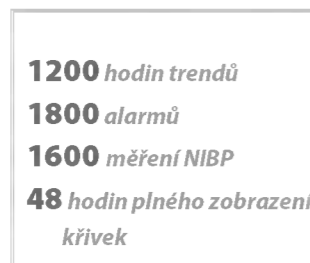 1200 hodin trendů
1800 alarmů
1600 měření NIBP
48 hodin plného zobrazení
křivek